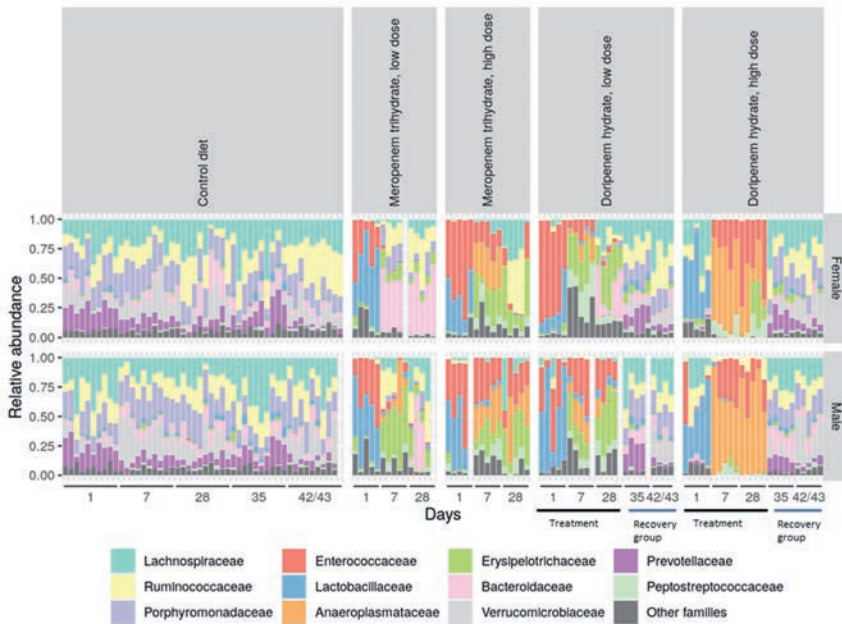 Control diet
Meropenem trihydrate, low dose
Meropenem trihydrate, high dose
Doripenem hydrate, low dose
Doripenem hydrate, high dose
Relative abundance
1.00
0.75
0.50
0.25
0.00
Female
1.00
0.75
0.50
0.25
0.00
Male
1 7 28 35 42/43 1 7 28 1 7 28 1 7 28 35 42/43 1 7 28 35 42/43
Days
Treatment Recovery group Treatment Recovery group
Lachnospiraceae Enterococcaceae Erysipelotrichaceae Prevotellaceae
Ruminococcaceae Lactobacillaceae Bacteroidaceae Peptostreptococcaceae
Porphyromonadaceae Anaeroplasmataceae Verrucomicrobiaceae Other families